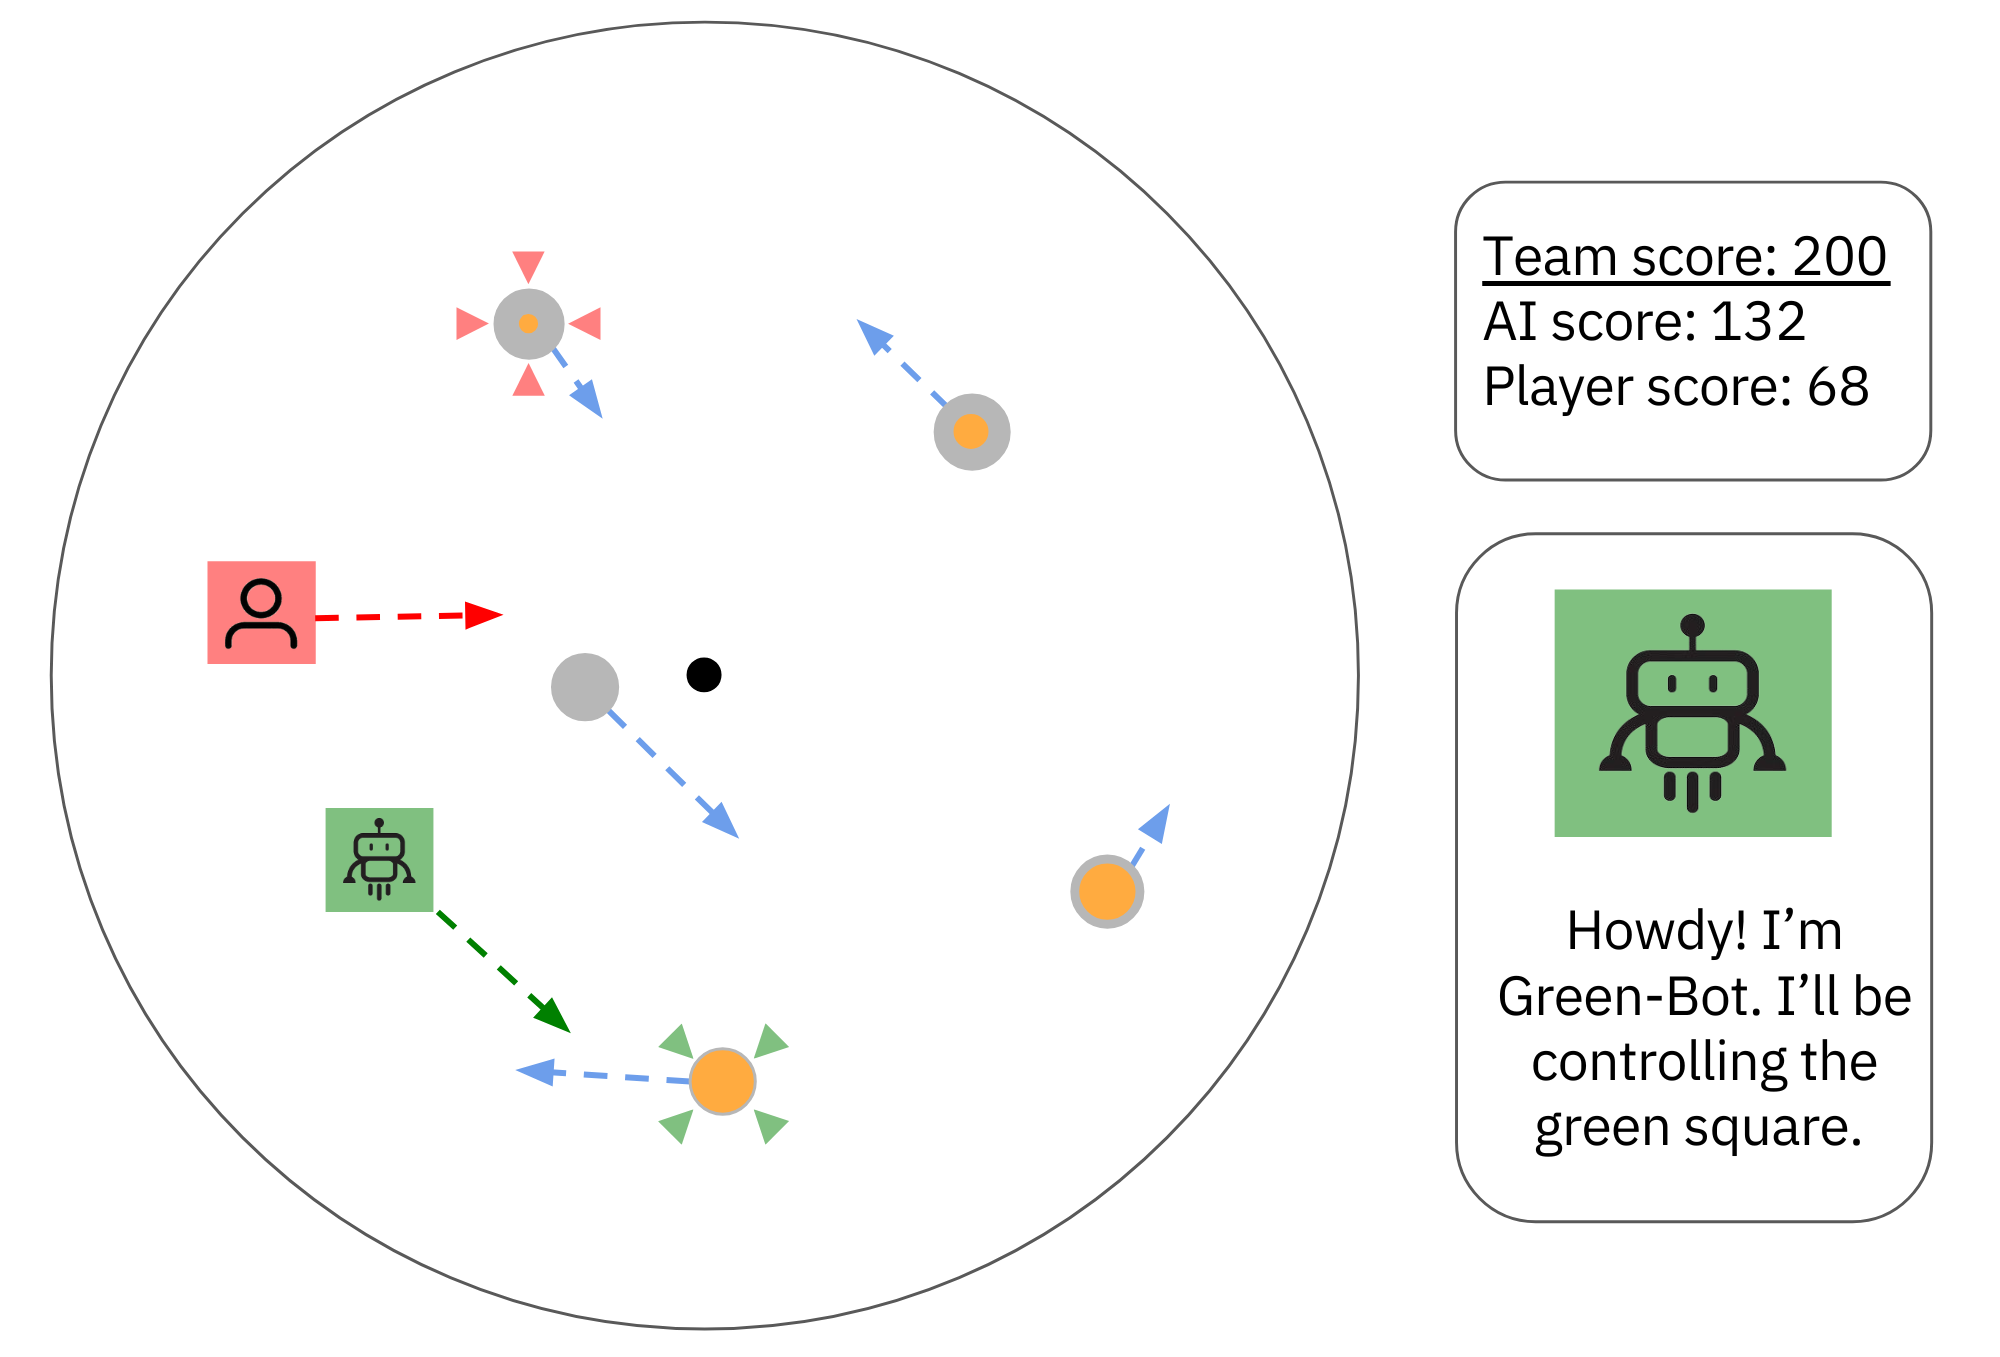 Team score: 200
AI score: 132
Player score: 68
Howdy! I’m
Green-Bot. I’ll be
controlling the
green square.